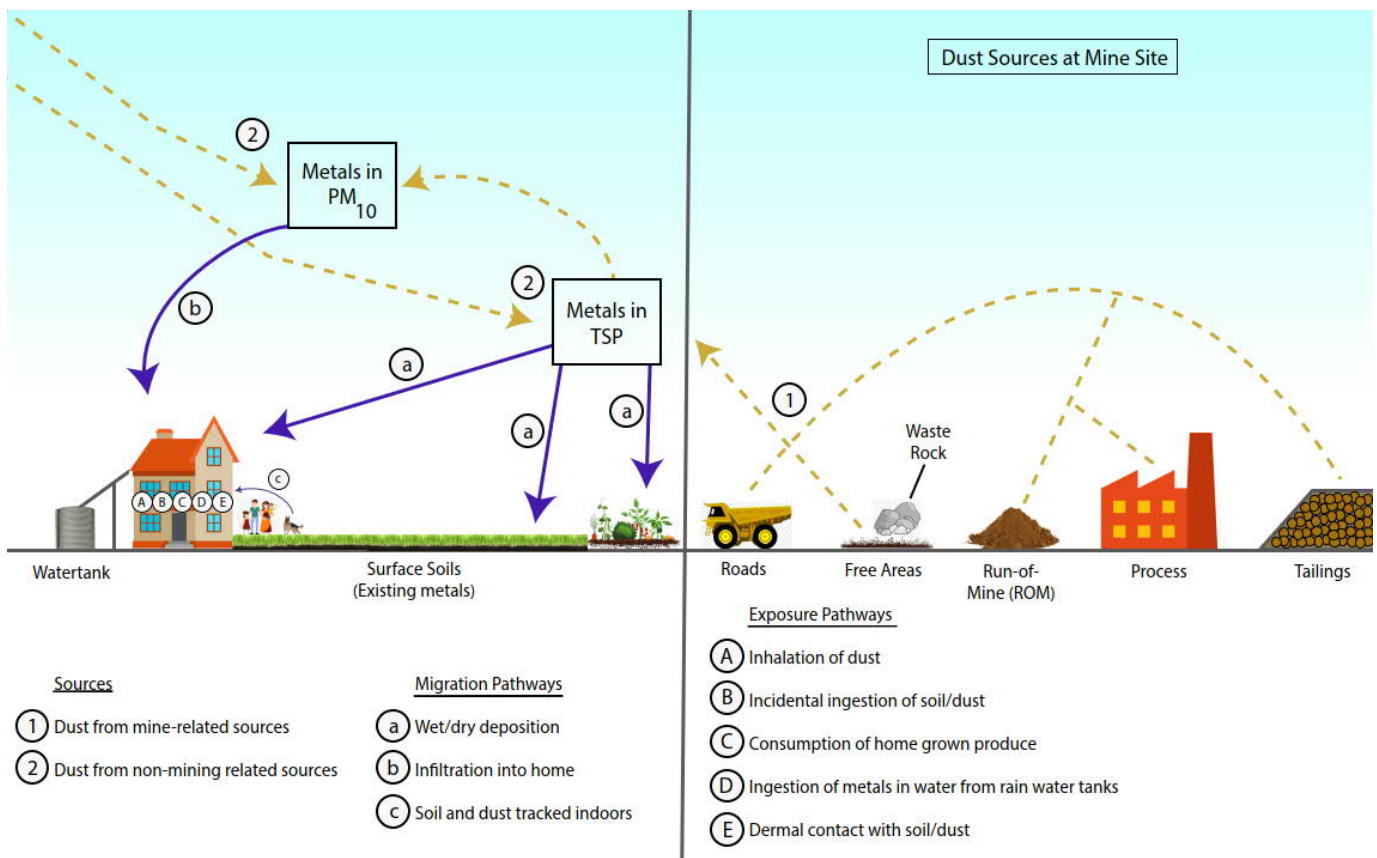 Dust Sources at Mine Site
2
Metals in
PM
10
b
2
Metals in
TSP
a
a
a
1
Waste
Rock
A B C D E
c
Watertank
Surface Soils
(Existing metals)
Roads
Free Areas
Run-of-
Mine (ROM)
Process
Tailings
Sources
1 Dust from mine-related sources
2 Dust from non-mining related sources
Migration Pathways
a Wet/dry deposition
b Infiltration into home
c Soil and dust tracked indoors
Exposure Pathways
A Inhalation of dust
B Incidental ingestion of soil/dust
C Consumption of home grown produce
D Ingestion of metals in water from rain water tanks
E Dermal contact with soil/dust